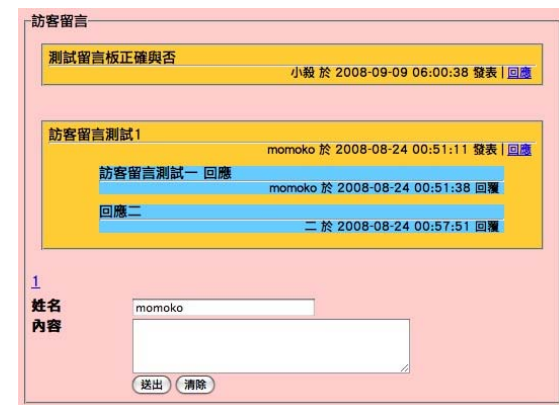 訪客留言
測試留言板正確與否
小殺 於 2008-09-09 06:00:38 發表 | 回應
訪客留言測試1
momoko 於 2008-08-24 00:51:11 發表 | 回應
訪客留言測試一 回應
momoko 於 2008-08-24 00:51:38 回覆
回應二
二 於 2008-08-24 00:57:51 回覆
1
姓名 momoko
內容
送出 清除